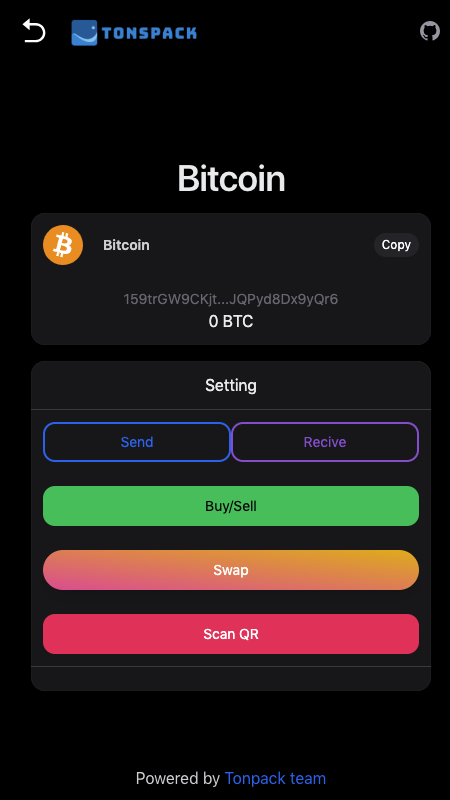 TONSPACK
Bitcoin
Bitcoin
Copy
159trGW9CKjt...JQPyd8Dx9yQr6
0 BTC
Setting
Send
Recive
Buy/Sell
Swap
Scan QR
Powered by Tonpack team